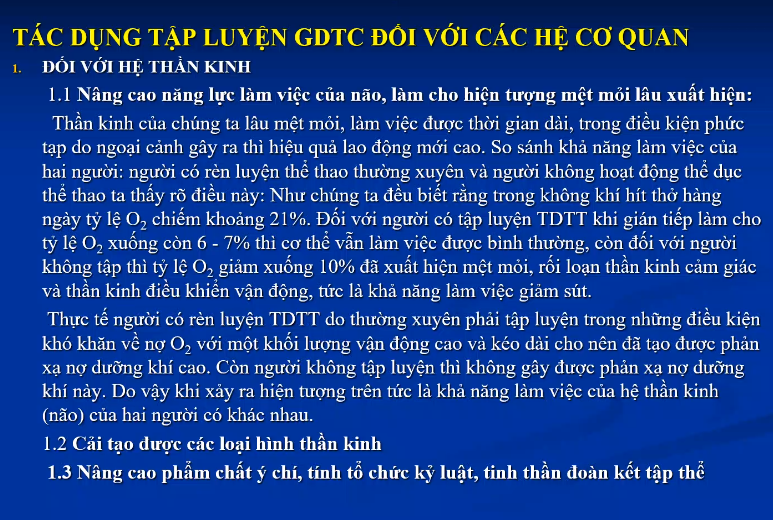 TÁC DỤNG TẬP LUYỆN GDTC ĐỐI VỚI CÁC HỆ CƠ QUAN
1. ĐỐI VỚI HỆ THẦN KINH
1.1 Nâng cao năng lực làm việc của não, làm cho hiện tượng mệt mỏi lâu xuất hiện:
Thần kinh của chúng ta lâu mệt mỏi, làm việc được thời gian dài, trong điều kiện phức
tạp do ngoại cảnh gây ra thì hiệu quả lao động mới cao. So sánh khả năng làm việc của
hai người: người có rèn luyện thể thao thường xuyên và người không hoạt động thể dục
thể thao ta thấy rõ điều này: Như chúng ta đều biết rằng trong không khí hít thở hàng
ngày tỷ lệ O₂ chiếm khoảng 21%. Đối với người có tập luyện TDTT khi gián tiếp làm cho
tỷ lệ O₂ xuống còn 6 - 7% thì cơ thể vẫn làm việc được bình thường, còn đối với người
không tập thì tỷ lệ O₂ giảm xuống 10% đã xuất hiện mệt mỏi, rối loạn thần kinh cảm giác
và thần kinh điều khiển vận động, tức là khả năng làm việc giảm sút.
Thực tế người có rèn luyện TDTT do thường xuyên phải tập luyện trong những điều kiện
khó khăn về nợ O₂ với một khối lượng vận động cao và kéo dài cho nên đã tạo được phản
xạ nợ dưỡng khí cao. Còn người không tập luyện thì không gây được phản xạ nợ dưỡng
khí này. Do vậy khi xảy ra hiện tượng trên tức là khả năng làm việc của hệ thần kinh
(não) của hai người có khác nhau.
1.2 Cải tạo dược các loại hình thần kinh
1.3 Nâng cao phẩm chất ý chí, tính tổ chức kỷ luật, tinh thần đoàn kết tập thể